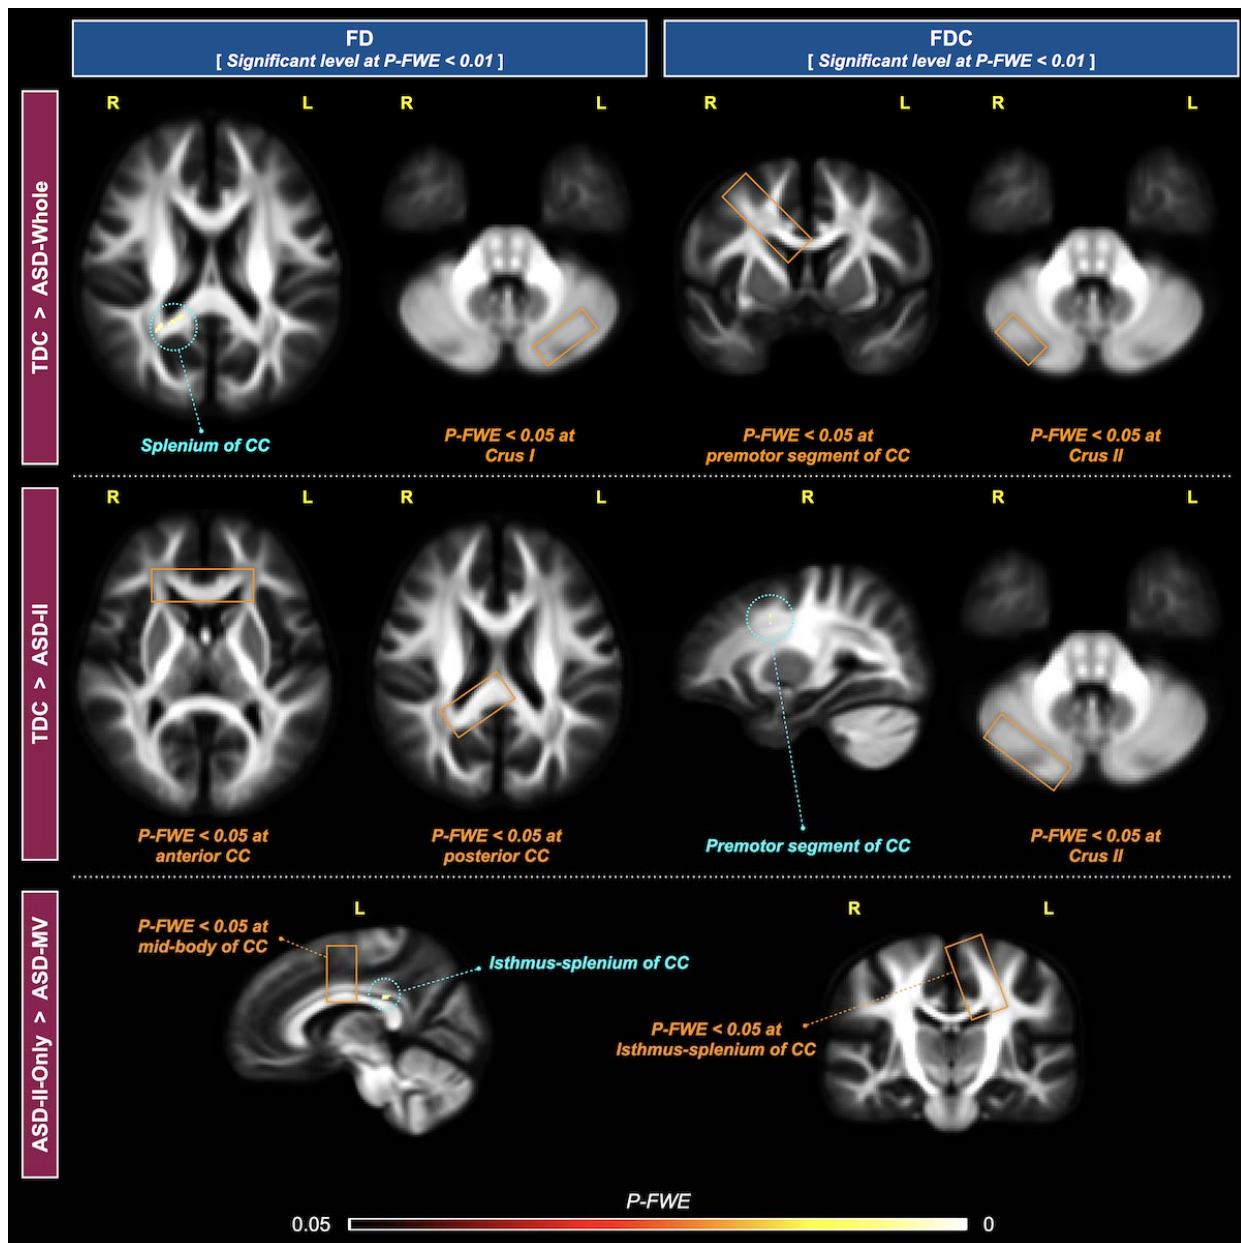 FD
[ Significant level at P-FWE < 0.01 ]
FDC
[ Significant level at P-FWE < 0.01 ]
TDC > ASD-Whole
R L R L R L R L
Splenium of CC
P-FWE < 0.05 at
Crus I
P-FWE < 0.05 at
premotor segment of CC
P-FWE < 0.05 at
Crus II
TDC > ASD-II
R L R L R R L
P-FWE < 0.05 at
anterior CC
P-FWE < 0.05 at
posterior CC
Premotor segment of CC
P-FWE < 0.05 at
Crus II
ASD-II-Only > ASD-MV
L R L
P-FWE < 0.05 at
mid-body of CC
Isthmus-splenium of CC
P-FWE < 0.05 at
Isthmus-splenium of CC
P-FWE
0.05 0